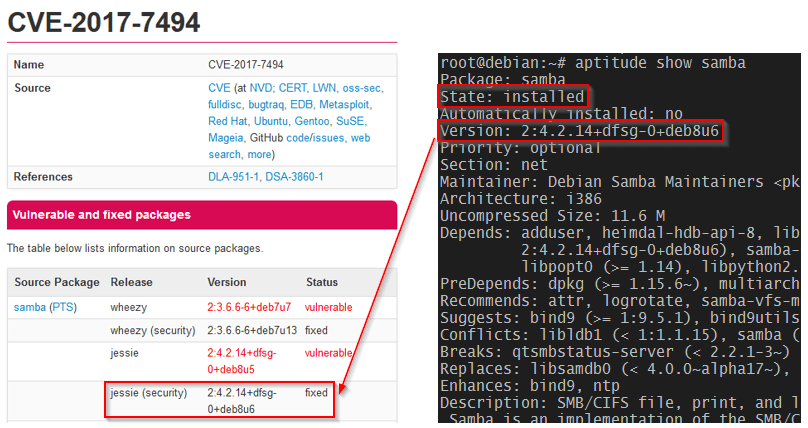 CVE-2017-7494
Name CVE-2017-7494
Source CVE (at NVD; CERT, LWN, oss-sec,
fulldisc, bugtraq, EDB, Metasploit,
Red Hat, Ubuntu, Gentoo, SuSE,
Mageia, GitHub code/issues, web
search, more)
References DLA-951-1, DSA-3860-1
Vulnerable and fixed packages
The table below lists information on source packages.
Source Package Release Version Status
samba (PTS) wheezy 2:3.6.6-6+deb7u7 vulnerable
wheezy (security) 2:3.6.6-6+deb7u13 fixed
jessie 2:4.2.14+dfsg-
0+deb8u5 vulnerable
jessie (security) 2:4.2.14+dfsg-
0+deb8u6 fixed
root@debian:~# aptitude show samba
Package: samba
State: installed
Automatically installed: no
Version: 2:4.2.14+dfsg-0+deb8u6
Priority: optional
Section: net
Maintainer: Debian Samba Maintainers <pk
Architecture: i386
Uncompressed Size: 11.6 M
Depends: adduser, heimdal-hdb-api-8, lib
2:4.2.14+dfsg-0+deb8u6), samba-
libpopt0 (>= 1.14), libpython2.
PreDepends: dpkg (>= 1.15.6~), multiarch
Recommends: attr, logrotate, samba-vfs-m
Suggests: bind9 (>= 1:9.5.1), bind9utils
Conflicts: libldb1 (< 1:1.1.15), samba (
Breaks: qtsmbstatus-server (< 2.2.1-3~)
Replaces: libsamdb0 (< 4.0.0~alpha17~),
Enhances: bind9, ntp
Description: SMB/CIFS file, print, and l
Samba is an implementation of the SMB/C